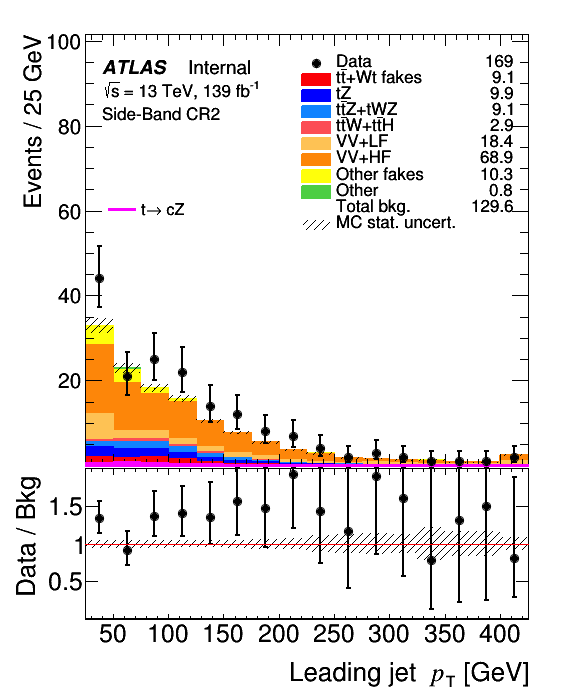 100
80
60
40
20
Events / 25 GeV
ATLAS Internal
√s = 13 TeV, 139 fb⁻¹
Side-Band CR2
t→ cZ
Data 169
tt̄+Wt fakes 9.1
tZ 9.9
tt̄Z+tWZ 9.1
tt̄W+tt̄H 2.9
VV+LF 18.4
VV+HF 68.9
Other fakes 10.3
Other 0.8
Total bkg. 129.6
MC stat. uncert.
1.5
1
0.5
Data / Bkg
50 100 150 200 250 300 350 400
Leading jet p_T [GeV]